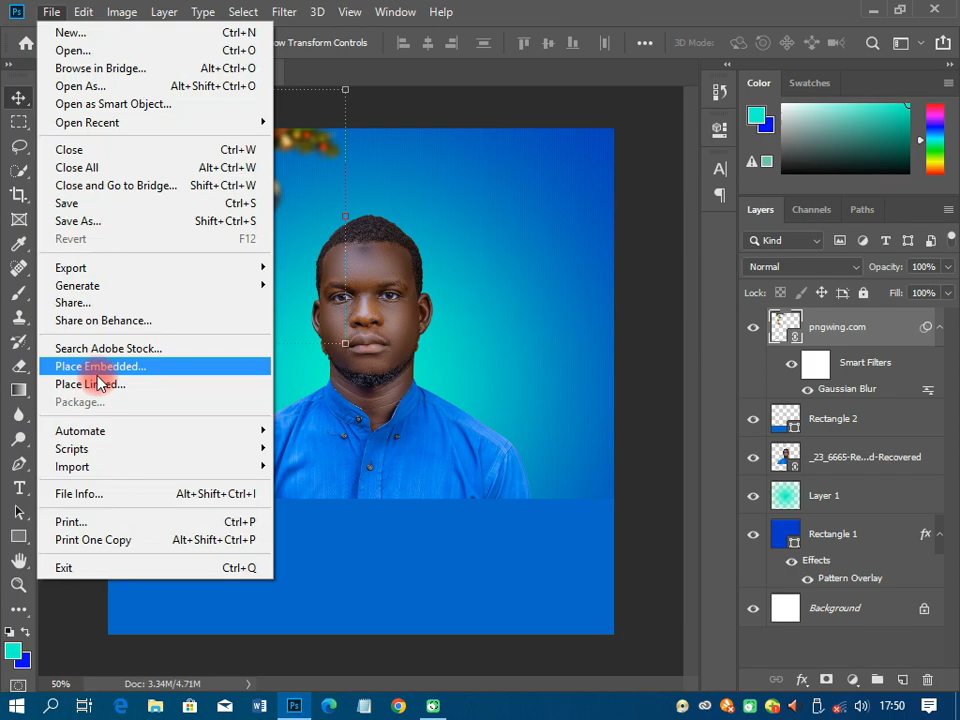 Ps File Edit Image Layer Type Select Filter 3D View Window Help
ow Transform Controls
3D Mode:
New... Ctrl+N
Open... Ctrl+O
Browse in Bridge... Alt+Ctrl+O
Open As... Alt+Shift+Ctrl+O
Open as Smart Object...
Open Recent
Close Ctrl+W
Close All Alt+Ctrl+W
Close and Go to Bridge... Shift+Ctrl+W
Save Ctrl+S
Save As... Shift+Ctrl+S
Revert F12
Export
Generate
Share...
Share on Behance...
Search Adobe Stock...
Place Embedded...
Place Linked...
Package...
Automate
Scripts
Import
File Info... Alt+Shift+Ctrl+I
Print... Ctrl+P
Print One Copy Alt+Shift+Ctrl+P
Exit Ctrl+Q
Color Swatches
Layers Channels Paths
Kind
Normal Opacity: 100%
Lock: Fill: 100%
pngwing.com
Smart Filters
Gaussian Blur
Rectangle 2
_23_6665-Re...d-Recovered
Layer 1
Rectangle 1 fx
Effects
Pattern Overlay
Background
fx
50% Doc: 3.34M/4.71M
Ps
17:50